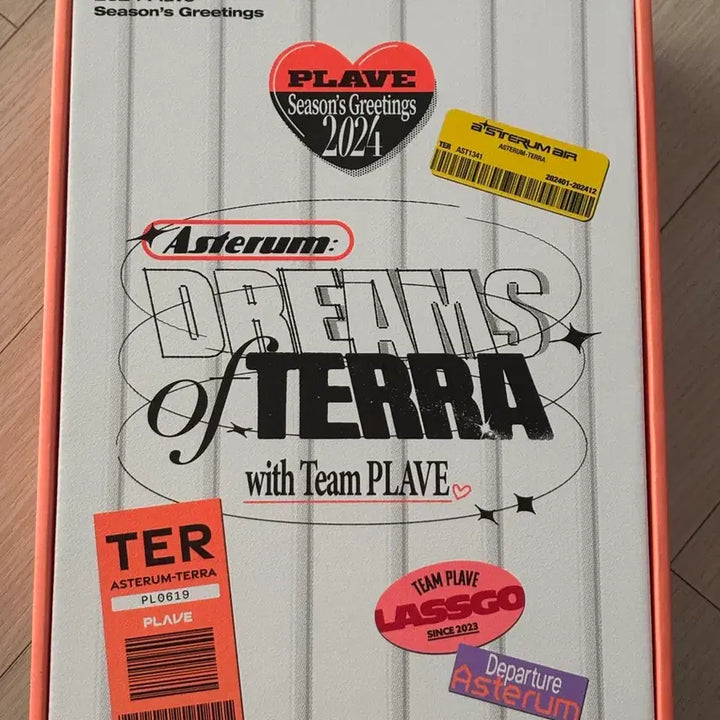 Season's Greetings
PLAVE
Season's Greetings
2024
asterum air
ASTERUM-TERRA
TER AST1341
202401-202412
Asterum:
DREAMS
of TERRA
with Team PLAVE
TER
ASTERUM-TERRA
PL0619
PLAVE
TEAM PLAVE
LASSGO
SINCE 2023
Departure
Asterum